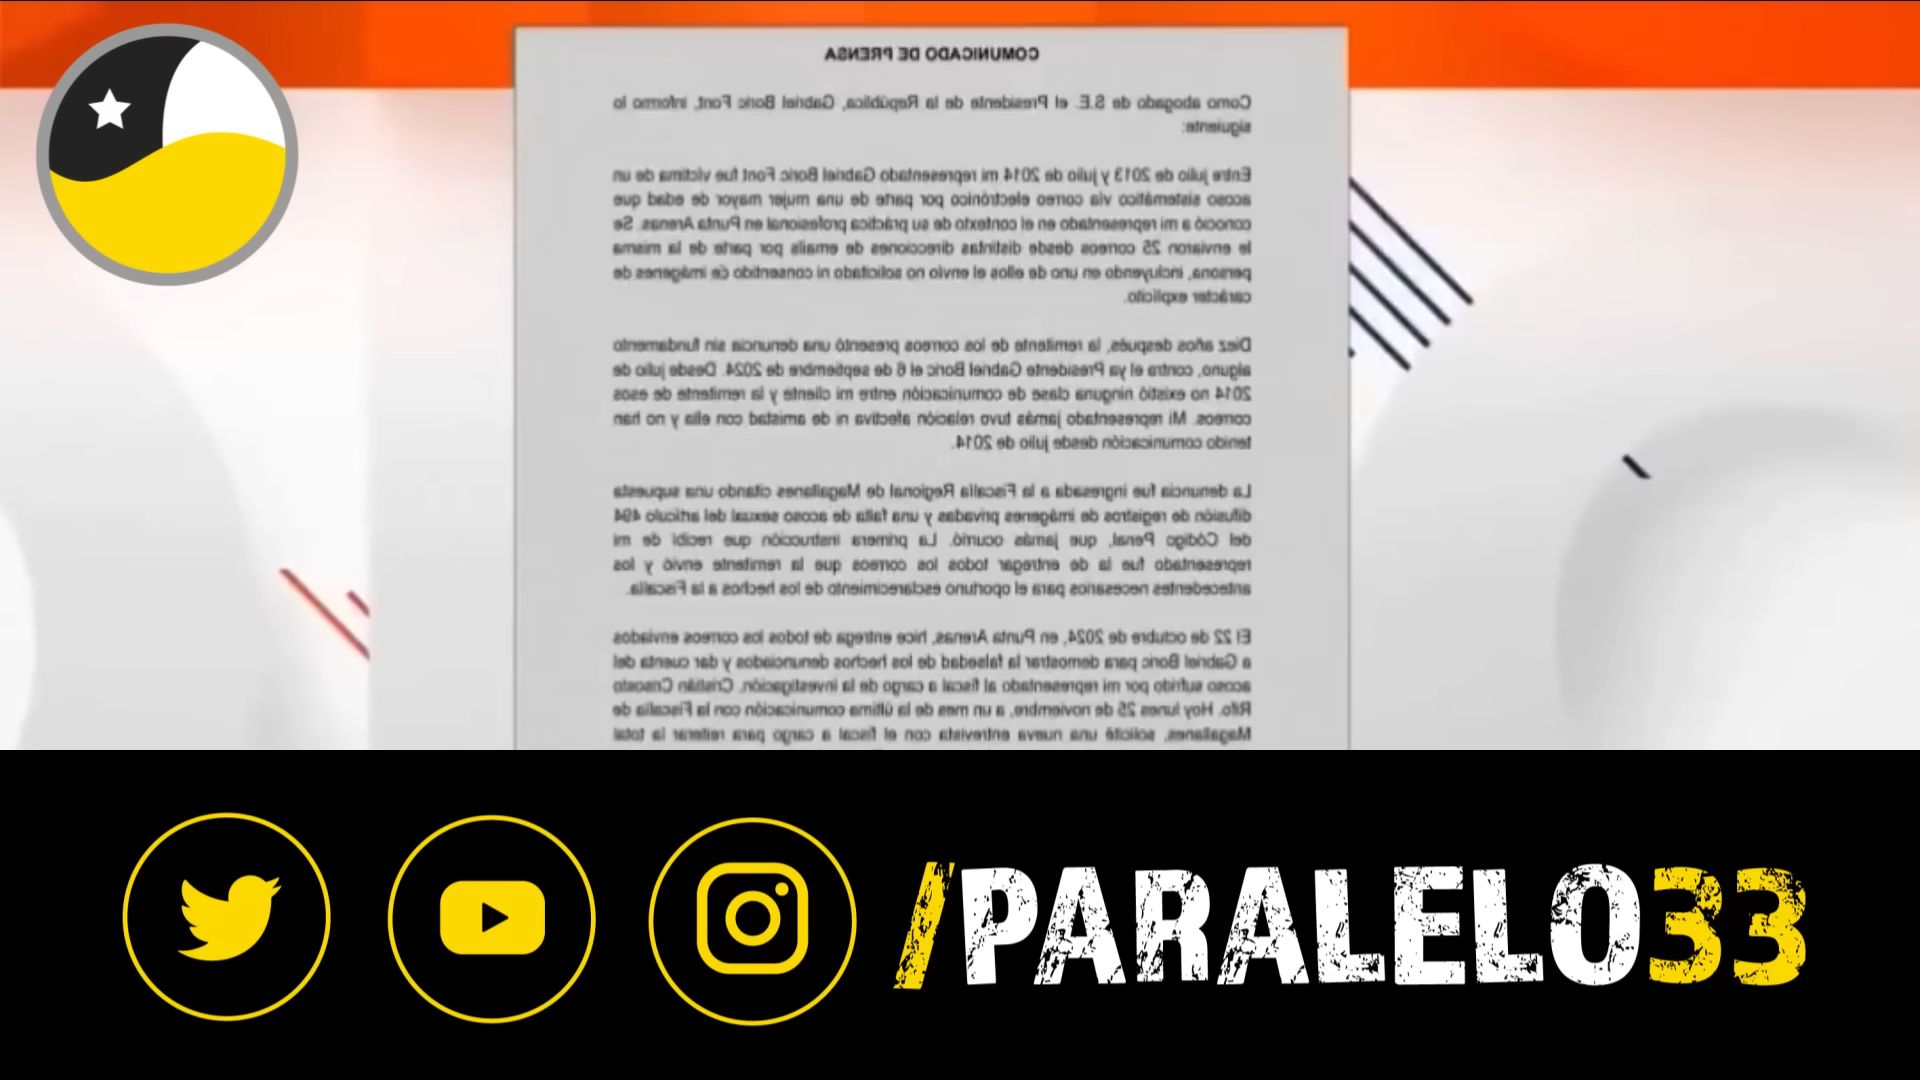 COMUNICADO DE PRENSA
Como abogado de S.E. el Presidente de la República, Gabriel Boric Font, informo lo
siguiente:
Entre julio de 2013 y julio de 2014 mi representado Gabriel Boric Font fue víctima de un
acoso sistemático vía correo electrónico por parte de una mujer mayor de edad que
conoció a mi representado en el contexto de su práctica profesional en Punta Arenas. Se
le enviaron 25 correos desde distintas direcciones de emails por parte de la misma
persona, incluyendo en uno de ellos el envío no solicitado ni consentido de imágenes de
carácter explícito.
Diez años después, la remitente de los correos presentó una denuncia sin fundamento
alguno, contra el ya Presidente Gabriel Boric el 6 de septiembre de 2024. Desde julio de
2014 no existió ninguna clase de comunicación entre mi cliente y la remitente de esos
correos. Mi representado jamás tuvo relación afectiva ni de amistad con ella y no han
tenido comunicación desde julio de 2014.
La denuncia fue ingresada a la Fiscalía Regional de Magallanes citando una supuesta
difusión de registros de imágenes privadas y una falta de acoso sexual del artículo 494
del Código Penal, que jamás ocurrió. La primera instrucción que recibí de mi
representado fue la de entregar todos los correos que la remitente envió y los
antecedentes necesarios para el oportuno esclarecimiento de los hechos a la Fiscalía.
El 22 de octubre de 2024, en Punta Arenas, hice entrega de todos los correos enviados
a Gabriel Boric para demostrar la falsedad de los hechos denunciados y dar cuenta del
acoso sufrido por mi representado al fiscal a cargo de la investigación, Cristián Crisosto
Rifo. Hoy lunes 25 de noviembre, a un mes de la última comunicación con la Fiscalía de
Magallanes, solicité una nueva entrevista con el fiscal a cargo para reiterar la total
/PARALELO33